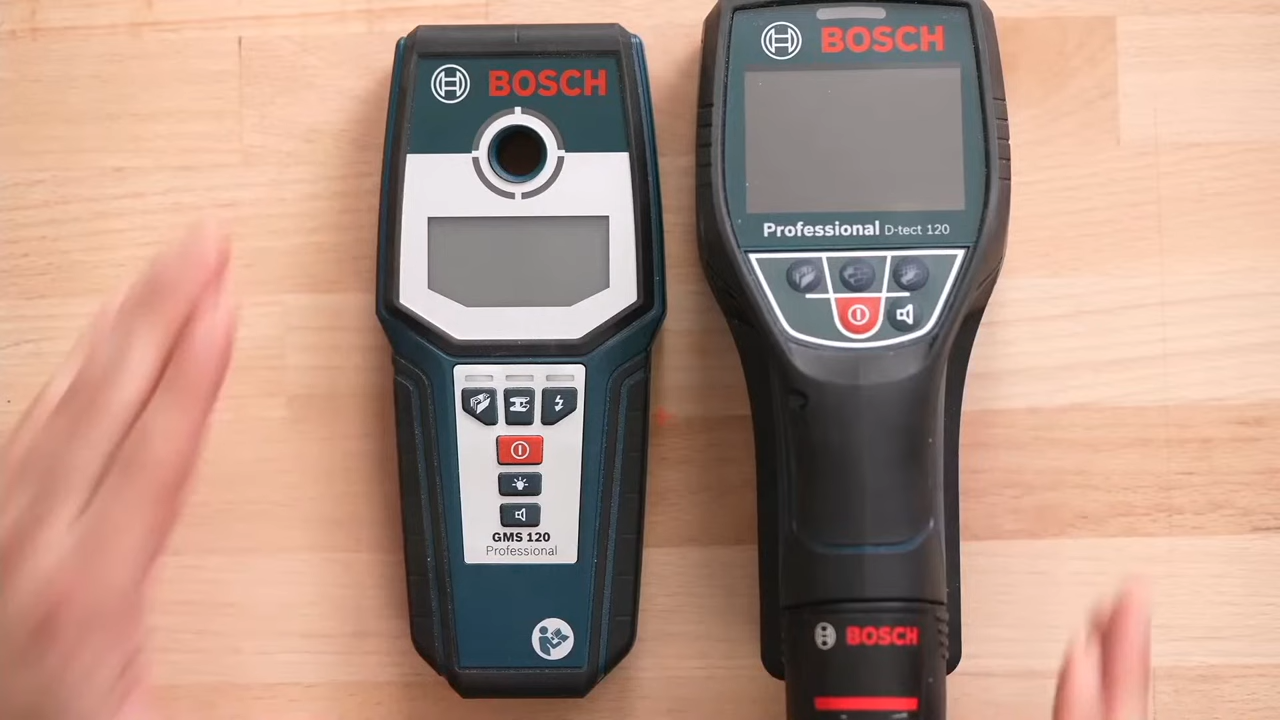 BOSCH
GMS 120
Professional
BOSCH
Professional D-tect 120
BOSCH